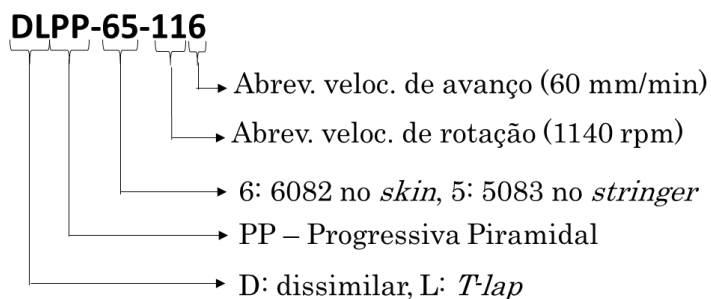 DLPP-65-116
Abrev. veloc. de avanço (60 mm/min)
Abrev. veloc. de rotação (1140 rpm)
6: 6082 no skin, 5: 5083 no stringer
PP – Progressiva Piramidal
D: dissimilar, L: T-lap